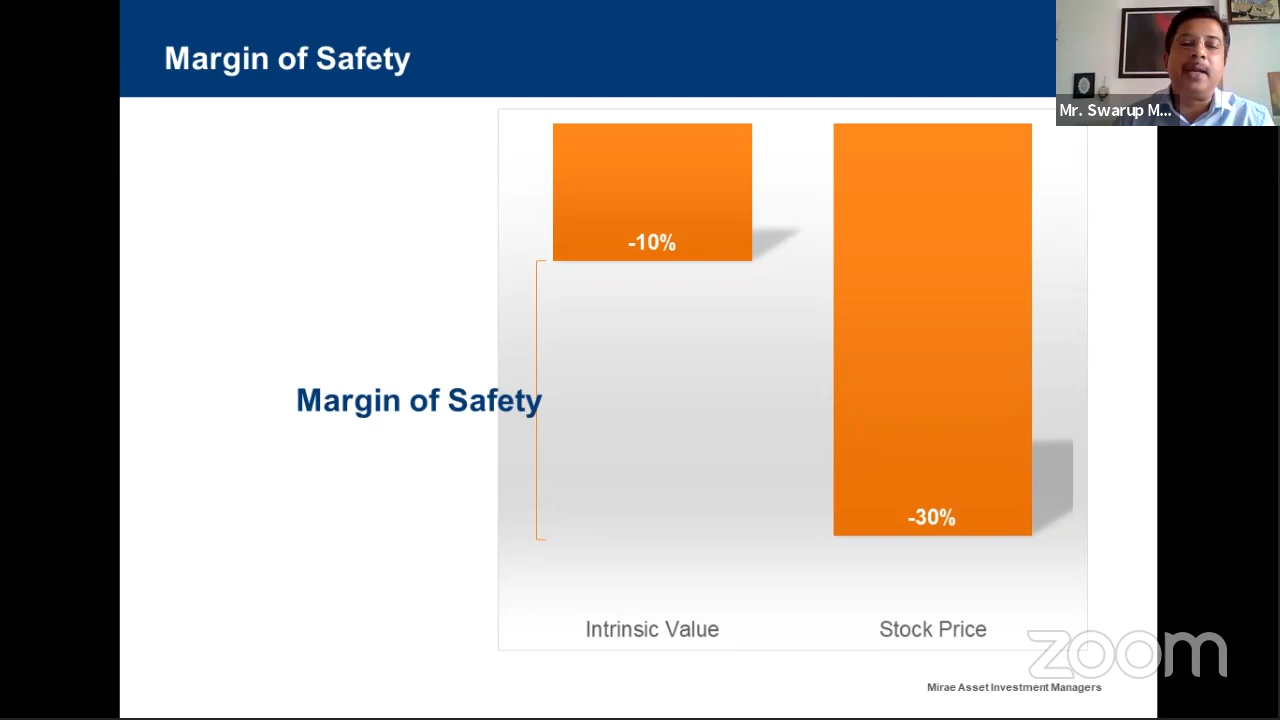 Margin of Safety
Mr. Swarup M...
-10%
Margin of Safety
-30%
Intrinsic Value
Stock Price
zoom
Mirae Asset Investment Managers